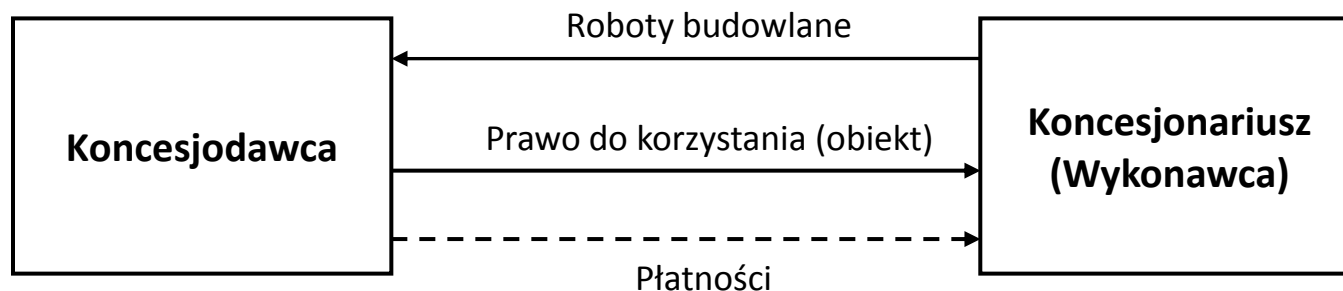 Roboty budowlane
Koncesjodawca
Prawo do korzystania (obiekt)
Koncesjonariusz
(Wykonawca)
Płatności